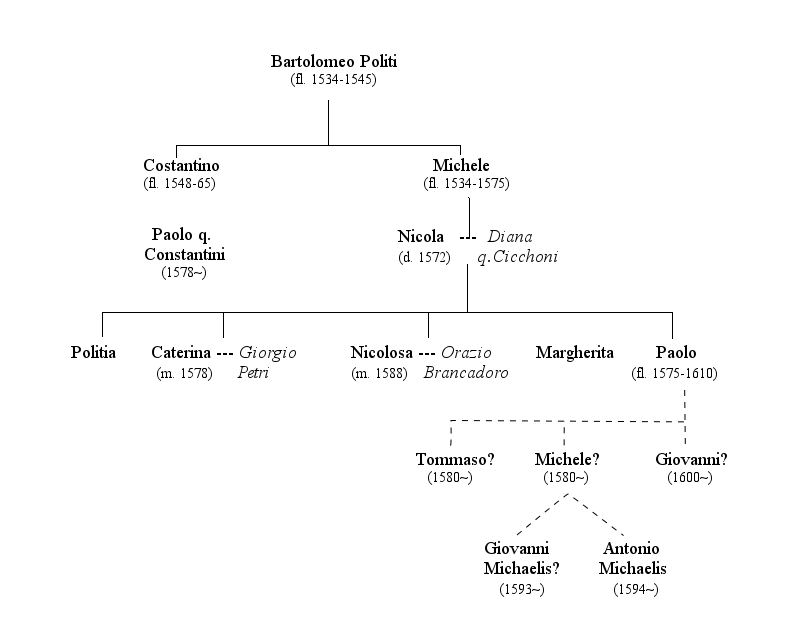 Bartolomeo Politi
(fl. 1534-1545)
Costantino Michele
(fl. 1548-65) (fl. 1534-1575)
Paolo q. Nicola --- Diana
Constantini (d. 1572) q.Cicchoni
(1578~)
Politia Caterina --- Giorgio Nicolosa --- Orazio Margherita Paolo
(m. 1578) Petri (m. 1588) Brancadoro (fl. 1575-1610)
Tommaso? Michele? Giovanni?
(1580~) (1580~) (1600~)
Giovanni Antonio
Michaelis? Michaelis
(1593~) (1594~)